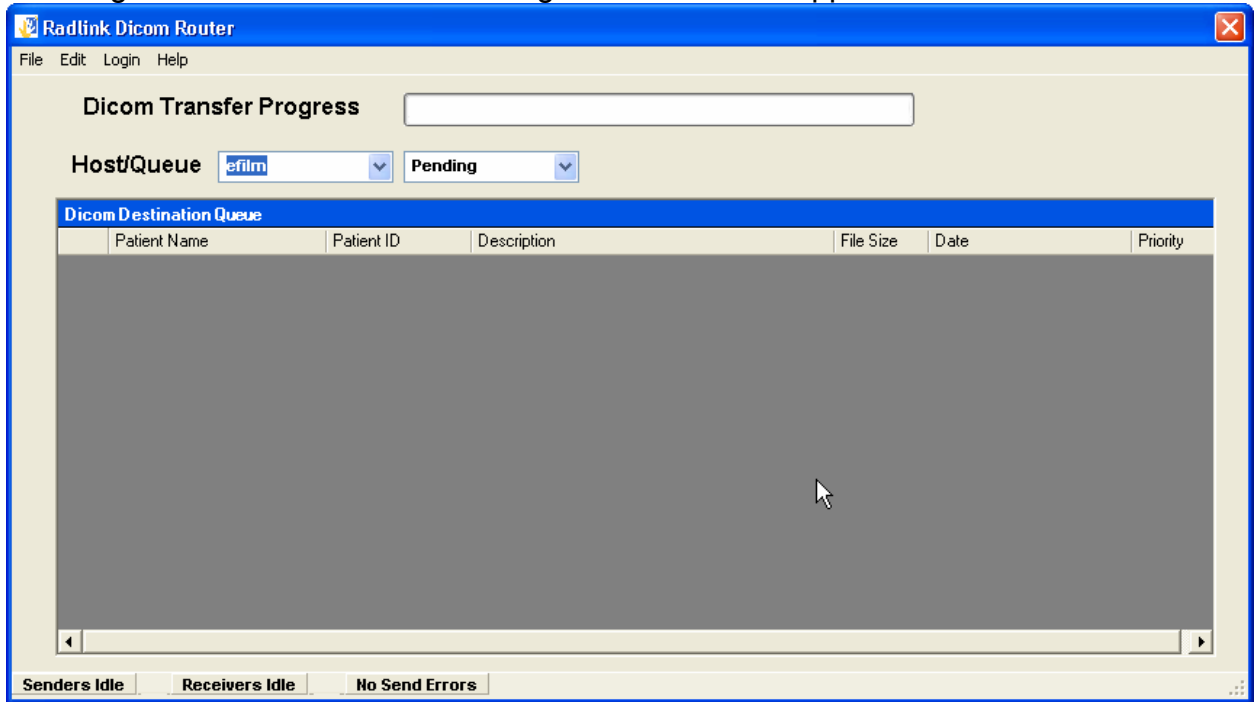 Radlink Dicom Router
File Edit Login Help
Dicom Transfer Progress
Host/Queue efilm Pending
Dicom Destination Queue
Patient Name Patient ID Description File Size Date Priority
Senders Idle Receivers Idle No Send Errors